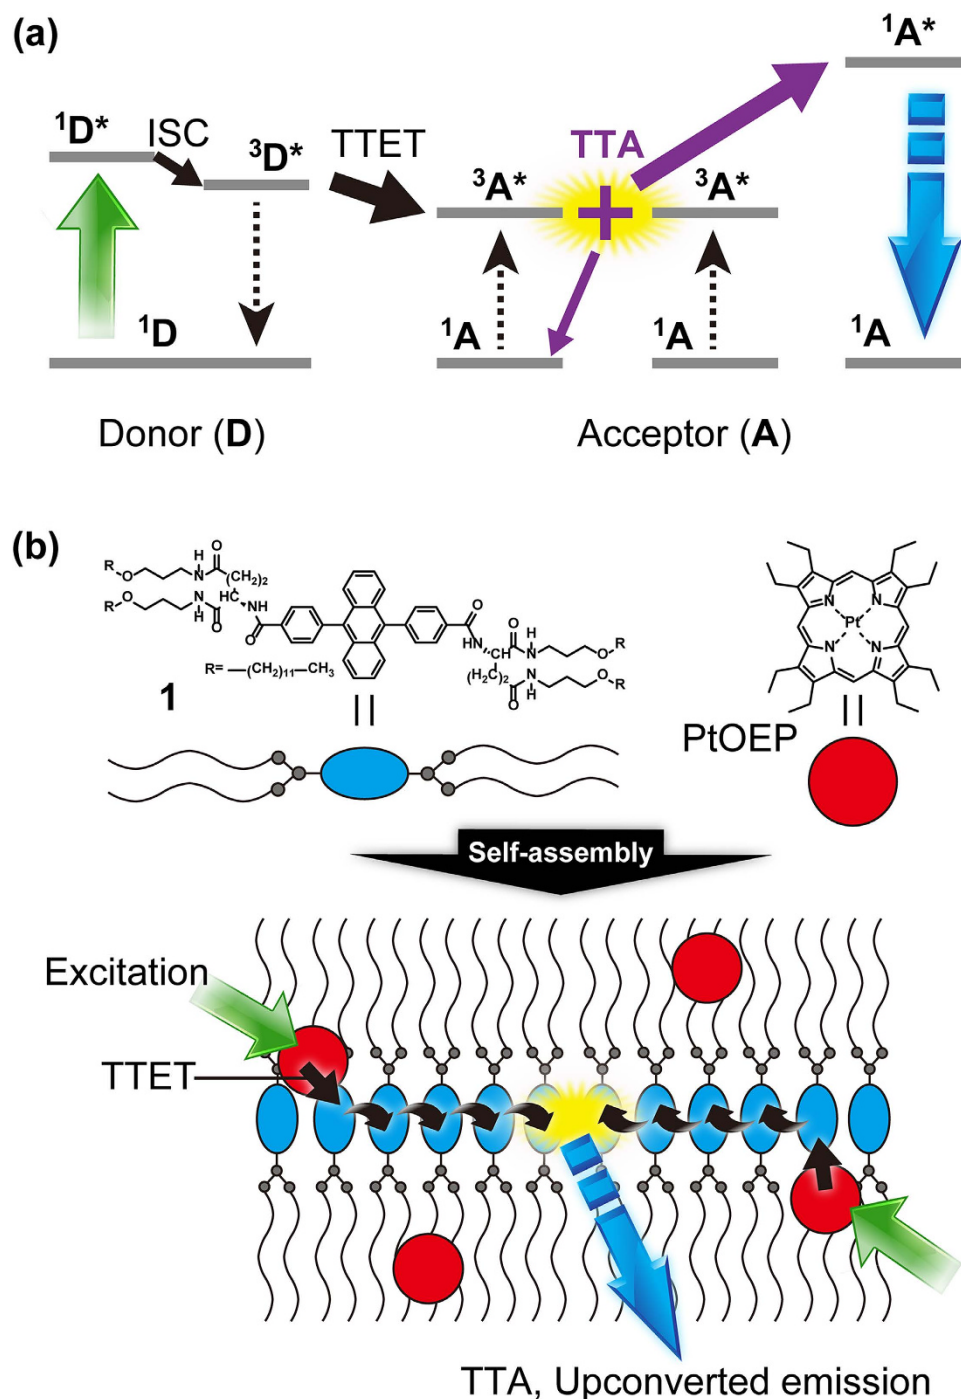 (a)
¹A*
¹D*
ISC
³D*
TTET
TTA
³A*
³A*
¹D
¹A
¹A
¹A
Donor (D)
Acceptor (A)
(b)
R
O
H
N
O
(CH₂)₂
R
O
N
H
O
CH
NH
O
O
HN
CH
O
H
N
O
R
(H₂C)₂
O
N
H
O
R
R= —(CH₂)₁₁—CH₃
1
N
N
Pt
N
N
PtOEP
Self-assembly
Excitation
TTET
TTA, Upconverted emission